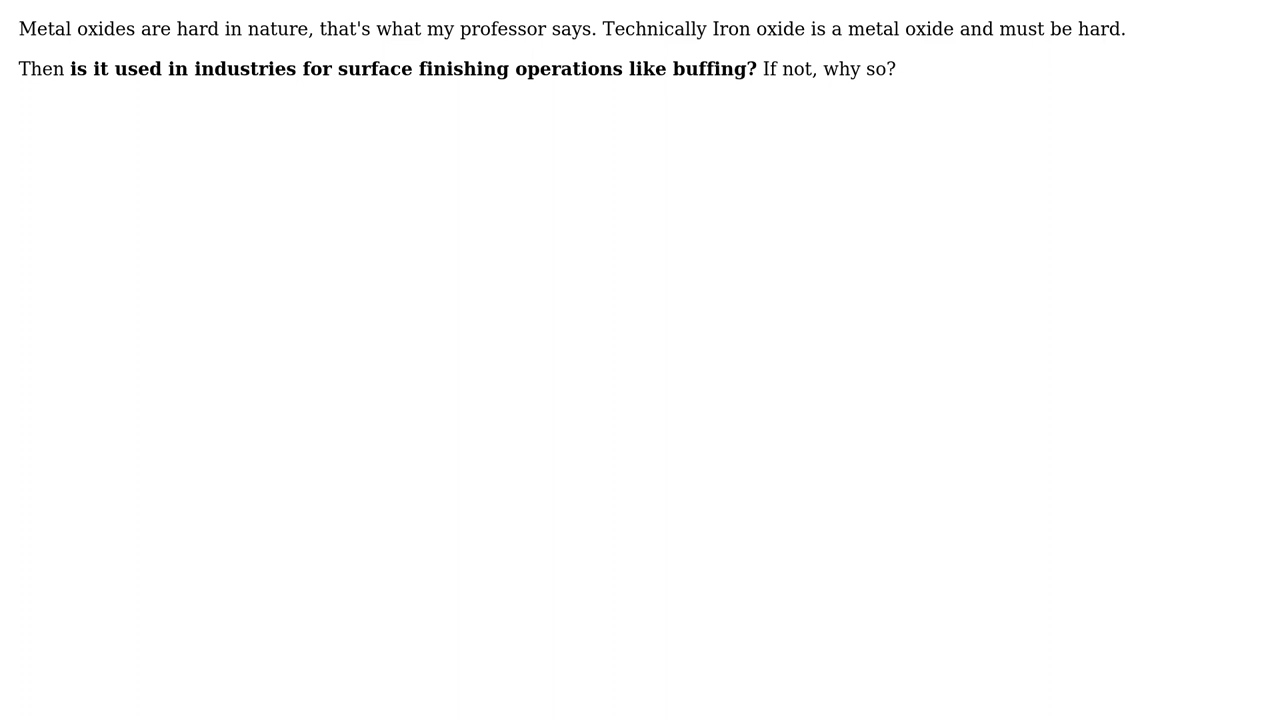 Metal oxides are hard in nature, that's what my professor says. Technically Iron oxide is a metal oxide and must be hard.
Then is it used in industries for surface finishing operations like buffing? If not, why so?